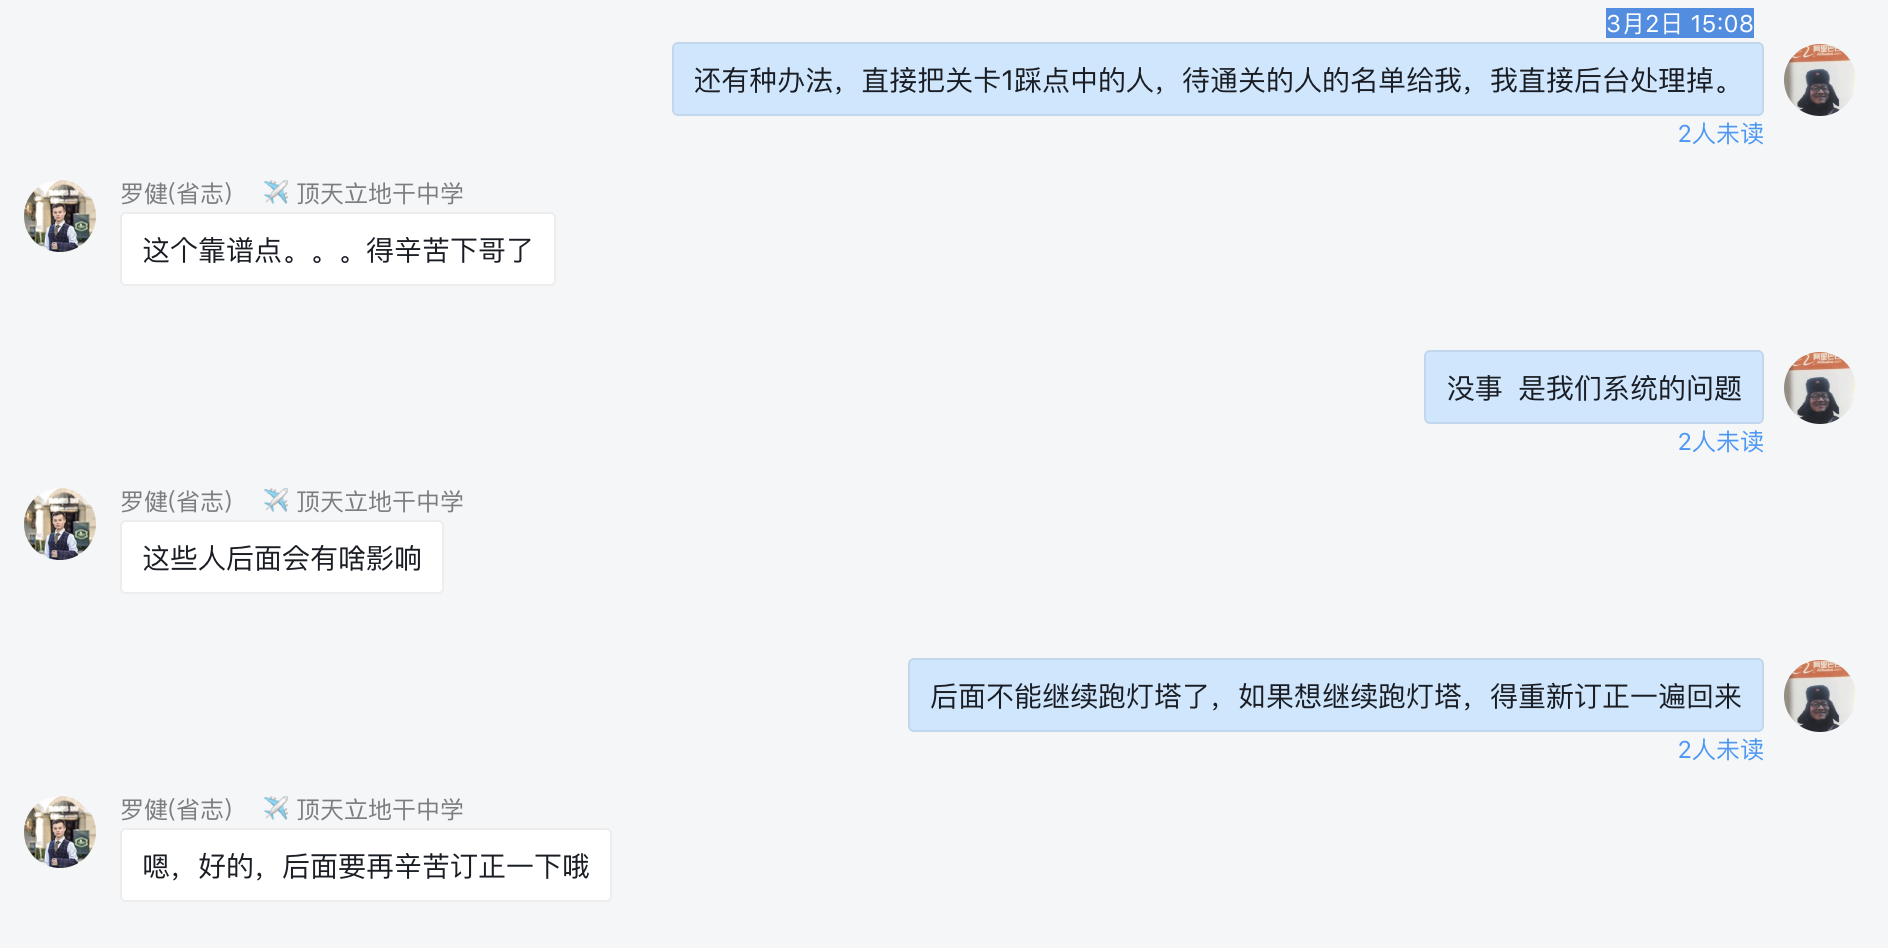 3月2日 15:08
还有种办法，直接把关卡1踩点中的人，待通关的人的名单给我，我直接后台处理掉。
2人未读
罗健(省志) ✈️ 顶天立地干中学
这个靠谱点。。。得辛苦下哥了
没事 是我们系统的问题
2人未读
罗健(省志) ✈️ 顶天立地干中学
这些人后面会有啥影响
后面不能继续跑灯塔了，如果想继续跑灯塔，得重新订正一遍回来
2人未读
罗健(省志) ✈️ 顶天立地干中学
嗯，好的，后面要再辛苦订正一下哦